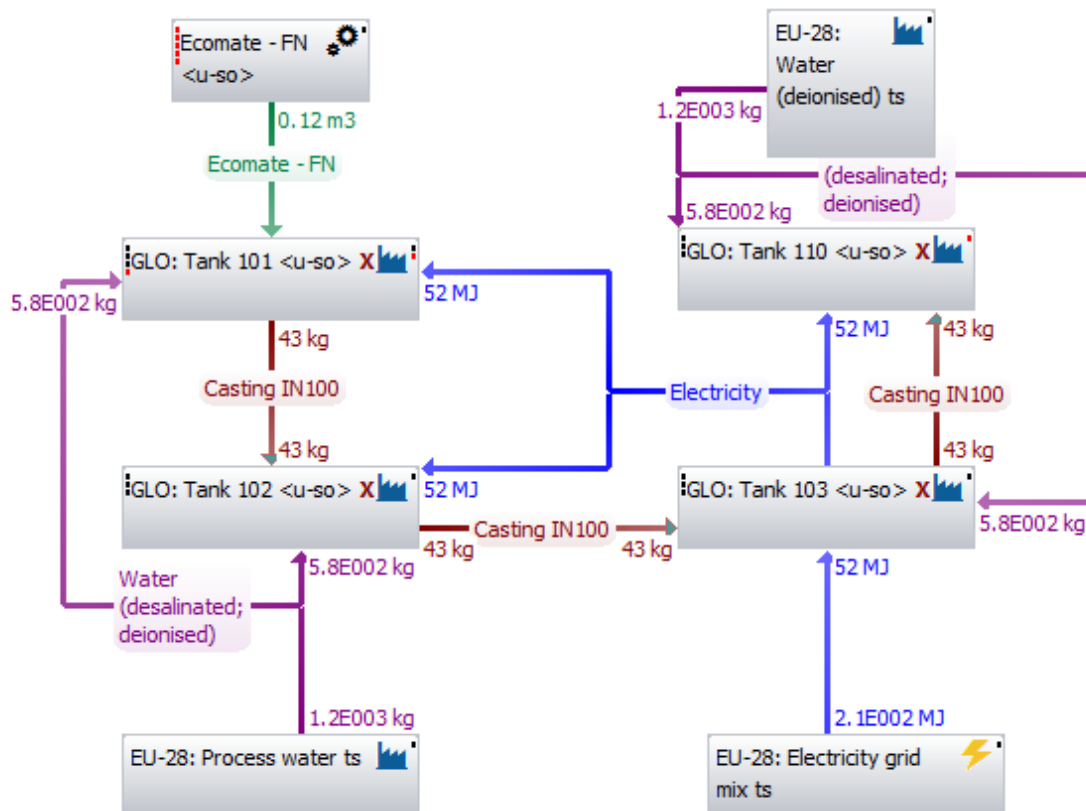 Ecomate - FN
<u-so>
0.12 m3
Ecomate - FN
EU-28:
Water
(deionised) ts
1.2E003 kg
(desalinated;
deionised)
5.8E002 kg
GLO: Tank 101 <u-so> X
5.8E002 kg
52 MJ
43 kg
GLO: Tank 110 <u-so> X
52 MJ
43 kg
Casting IN100
Electricity
Casting IN100
43 kg
52 MJ
43 kg
GLO: Tank 102 <u-so> X
Casting IN100
43 kg
43 kg
GLO: Tank 103 <u-so> X
5.8E002 kg
5.8E002 kg
52 MJ
Water
(desalinated;
deionised)
1.2E003 kg
2.1E002 MJ
EU-28: Process water ts
EU-28: Electricity grid
mix ts